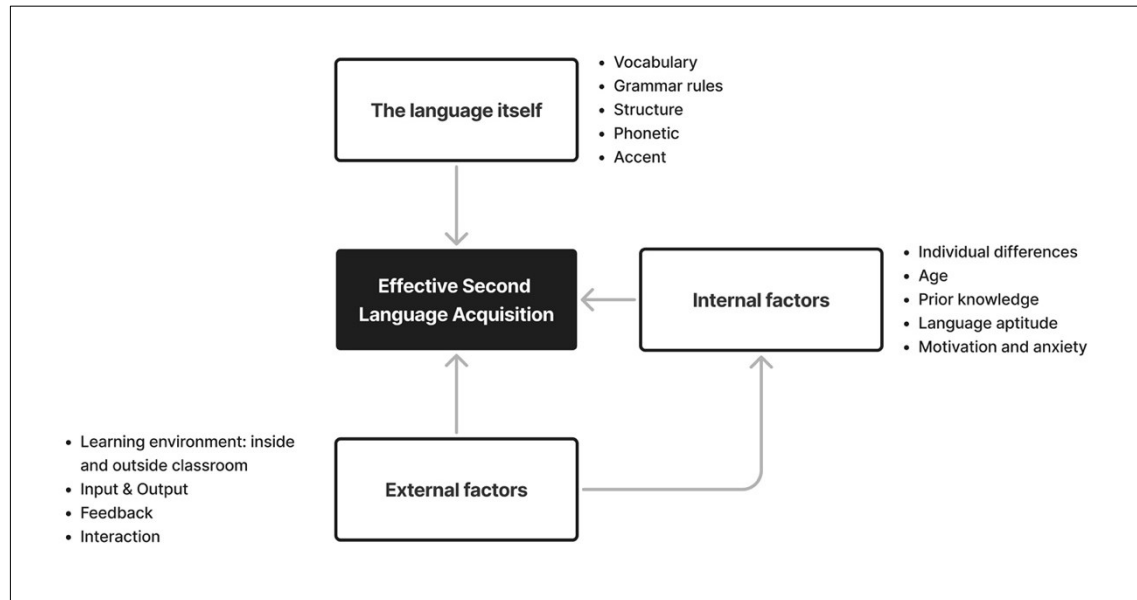 The language itself
• Vocabulary
• Grammar rules
• Structure
• Phonetic
• Accent
Effective Second
Language Acquisition
Internal factors
• Individual differences
• Age
• Prior knowledge
• Language aptitude
• Motivation and anxiety
• Learning environment: inside
and outside classroom
• Input & Output
• Feedback
• Interaction
External factors